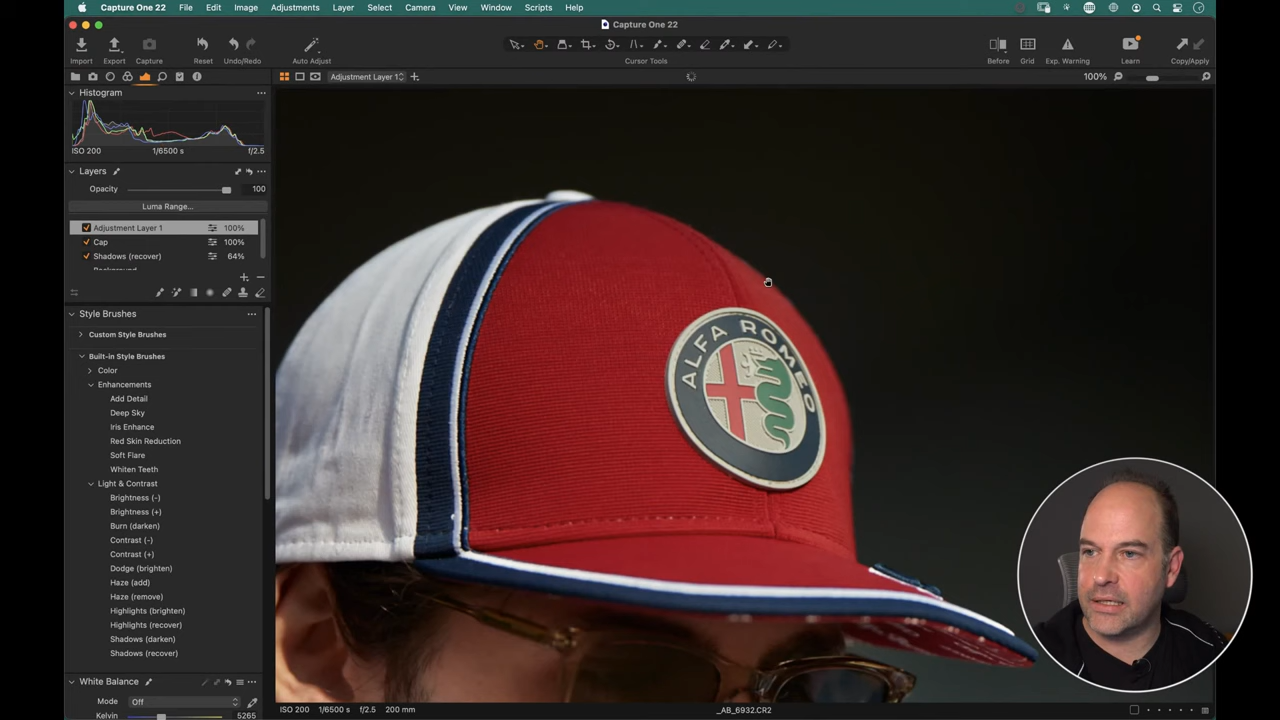 Capture One 22 File Edit Image Adjustments Layer Select Camera View Window Scripts Help
Capture One 22
Import Export Capture Reset Undo/Redo Auto Adjust Cursor Tools Before Grid Exp. Warning Learn Copy/Apply
Adjustment Layer 1 100%
Histogram
ISO 200 1/6500 s f/2.5
Layers
Opacity 100
Luma Range...
Adjustment Layer 1 100%
Cap 100%
Shadows (recover) 64%
Background
Style Brushes
Custom Style Brushes
Built-in Style Brushes
Color
Enhancements
Add Detail
Deep Sky
Iris Enhance
Red Skin Reduction
Soft Flare
Whiten Teeth
Light & Contrast
Brightness (-)
Brightness (+)
Burn (darken)
Contrast (-)
Contrast (+)
Dodge (brighten)
Haze (add)
Haze (remove)
Highlights (brighten)
Highlights (recover)
Shadows (darken)
Shadows (recover)
White Balance
Mode Off
Kelvin 5265
ALFA ROMEO
ISO 200 1/6500 s f/2.5 200 mm _AB_6932.CR2